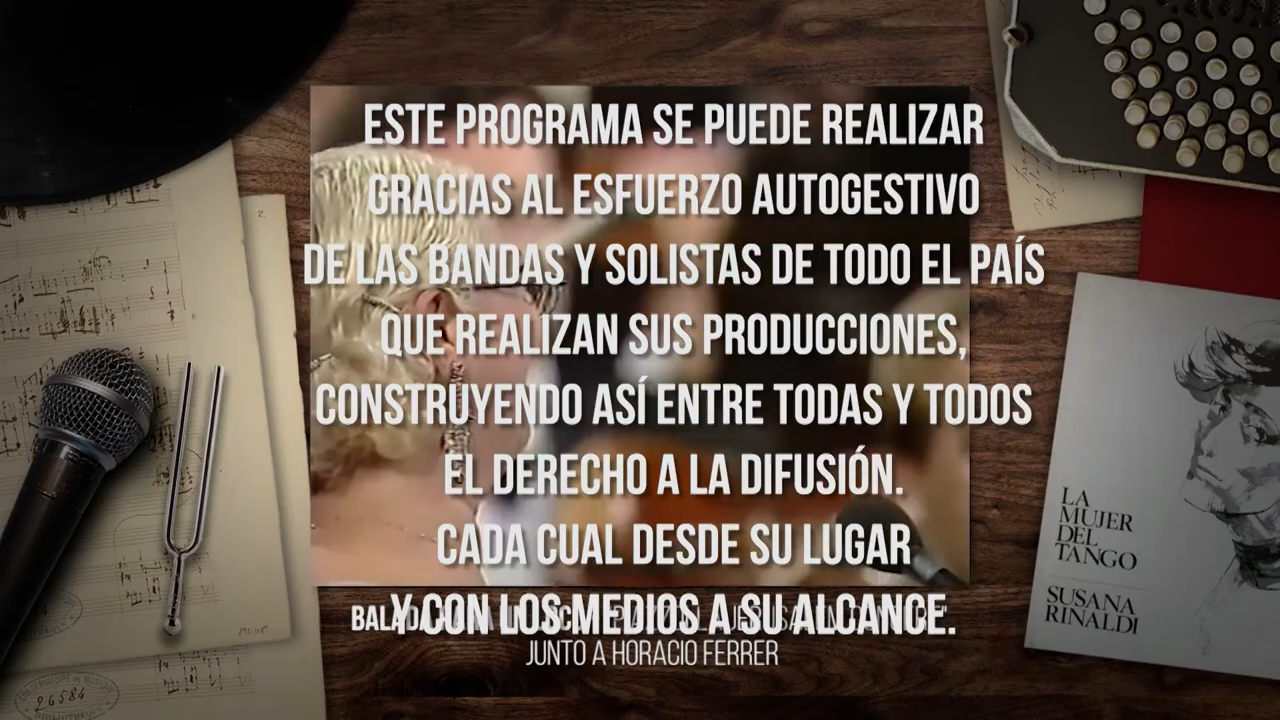 ESTE PROGRAMA SE PUEDE REALIZAR
GRACIAS AL ESFUERZO AUTOGESTIVO
DE LAS BANDAS Y SOLISTAS DE TODO EL PAÍS
QUE REALIZAN SUS PRODUCCIONES,
CONSTRUYENDO ASÍ ENTRE TODAS Y TODOS
EL DERECHO A LA DIFUSIÓN.
CADA CUAL DESDE SU LUGAR
Y CON LOS MEDIOS A SU ALCANCE.
JUNTO A HORACIO FERRER
LA
MUJER
DEL
TANGO
SUSANA
RINALDI
26586
2.